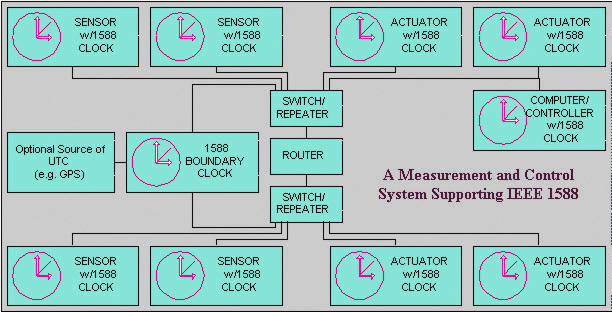 SENSOR
w/1588
CLOCK
SENSOR
w/1588
CLOCK
ACTUATOR
w/1588
CLOCK
ACTUATOR
w/1588
CLOCK
SWITCH/
REPEATER
COMPUTER/
CONTROLLER
w/1588
CLOCK
Optional Source of
UTC
(e.g. GPS)
1588
BOUNDARY
CLOCK
ROUTER
A Measurement and Control
System Supporting IEEE 1588
SWITCH/
REPEATER
SENSOR
w/1588
CLOCK
SENSOR
w/1588
CLOCK
ACTUATOR
w/1588
CLOCK
ACTUATOR
w/1588
CLOCK